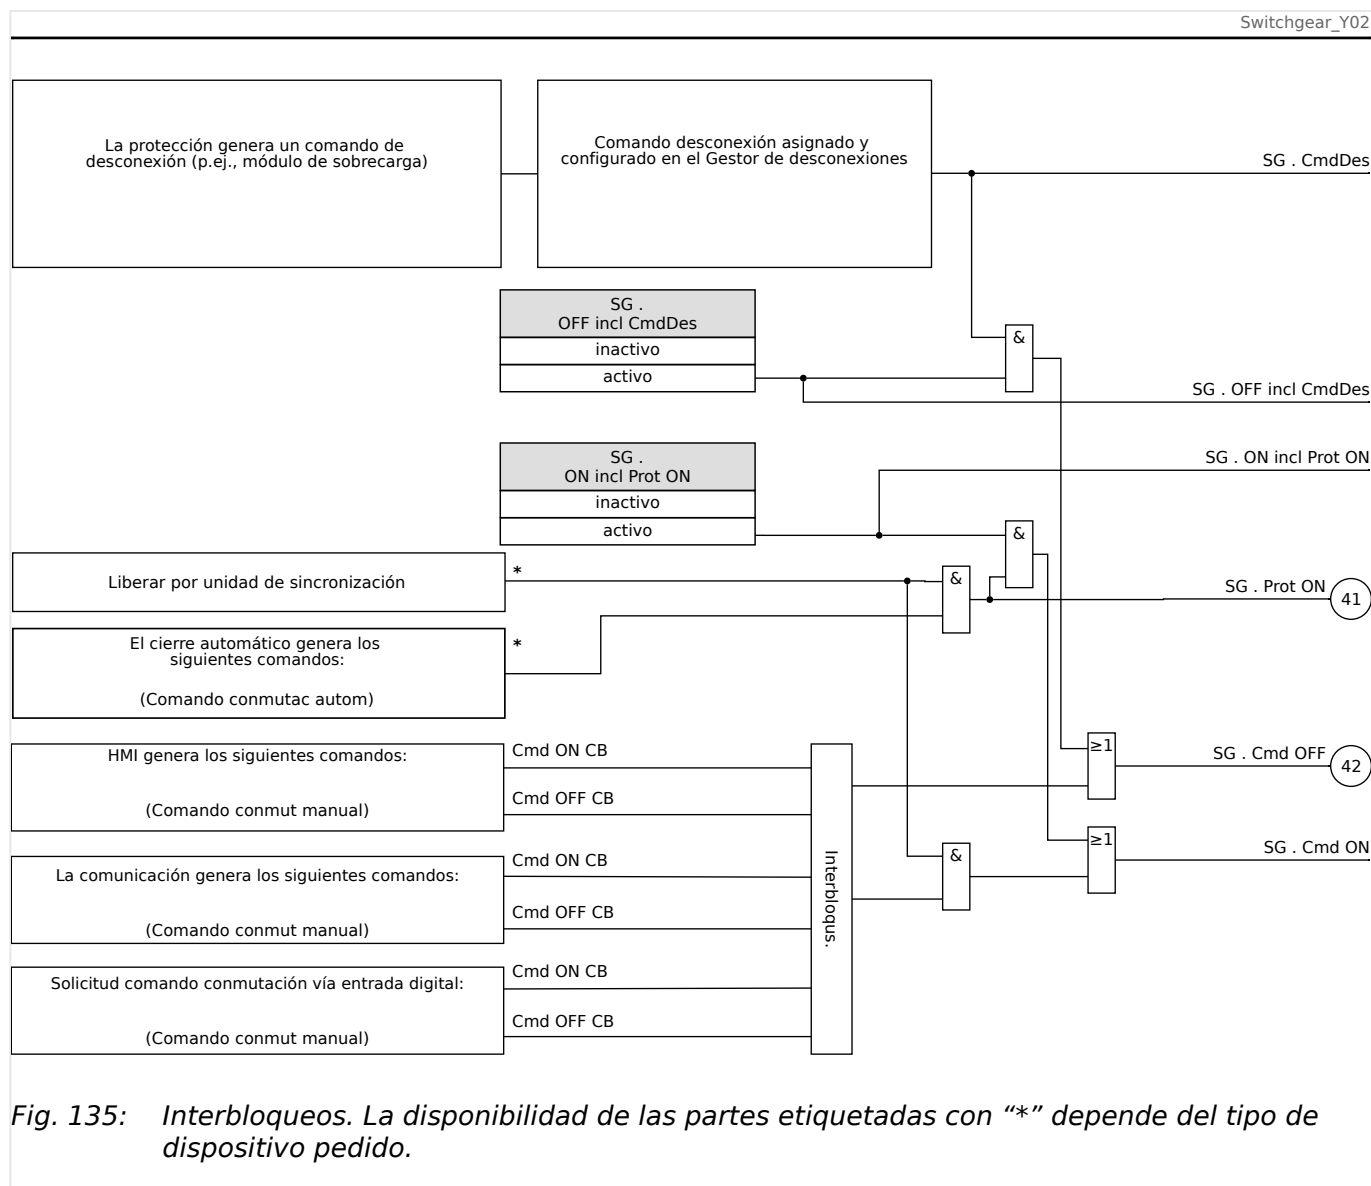 Switchgear_Y02
La protección genera un comando de
desconexión (p.ej., módulo de sobrecarga)
Comando desconexión asignado y
configurado en el Gestor de desconexiones
SG . CmdDes
SG .
OFF incl CmdDes
inactivo
activo
&
SG . OFF incl CmdDes
SG .
ON incl Prot ON
inactivo
activo
SG . ON incl Prot ON
&
Liberar por unidad de sincronización
*
&
SG . Prot ON
41
El cierre automático genera los
siguientes comandos:
(Comando conmutac autom)
*
HMI genera los siguientes comandos:
(Comando conmut manual)
Cmd ON CB
Cmd OFF CB
≥1
SG . Cmd OFF
42
La comunicación genera los siguientes comandos:
(Comando conmut manual)
Cmd ON CB
Cmd OFF CB
Interbloqus.
&
≥1
SG . Cmd ON
Solicitud comando conmutación vía entrada digital:
(Comando conmut manual)
Cmd ON CB
Cmd OFF CB
Fig. 135: Interbloqueos. La disponibilidad de las partes etiquetadas con “*” depende del tipo de
dispositivo pedido.